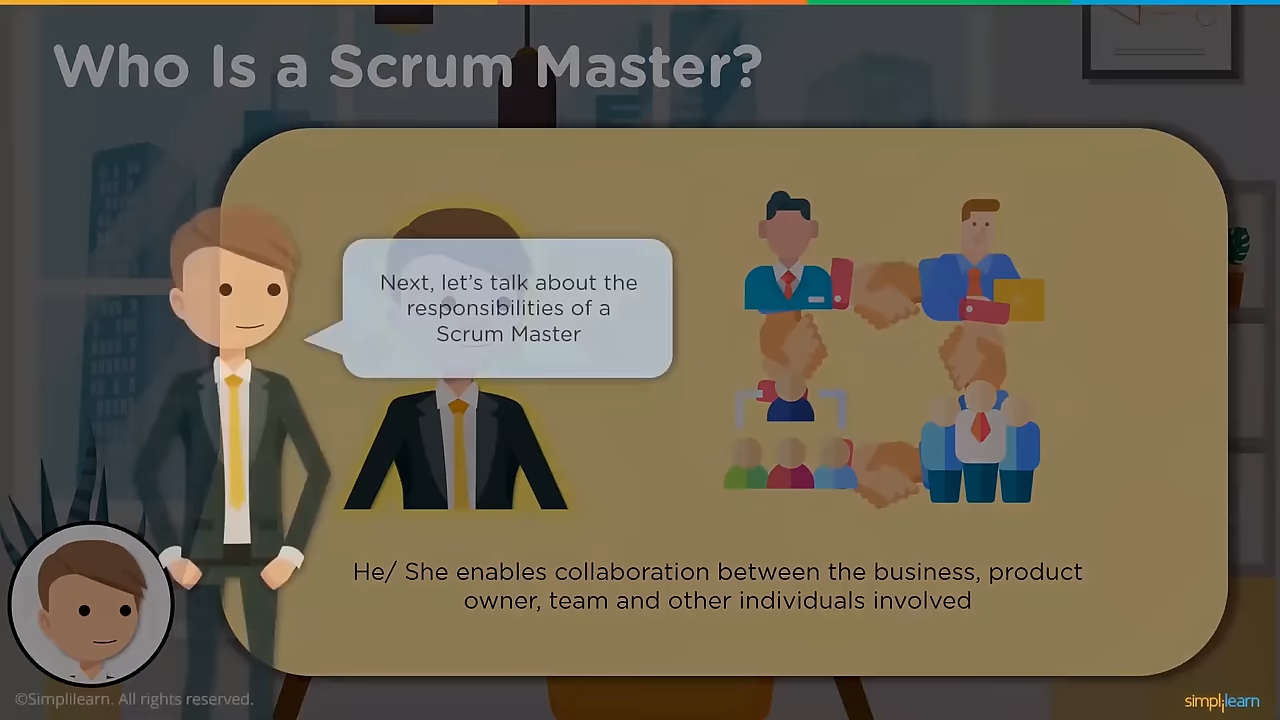 Who Is a Scrum Master?
Next, let's talk about the
responsibilities of a
Scrum Master
He/ She enables collaboration between the business, product
owner, team and other individuals involved
©Simplilearn. All rights reserved.
simplilearn